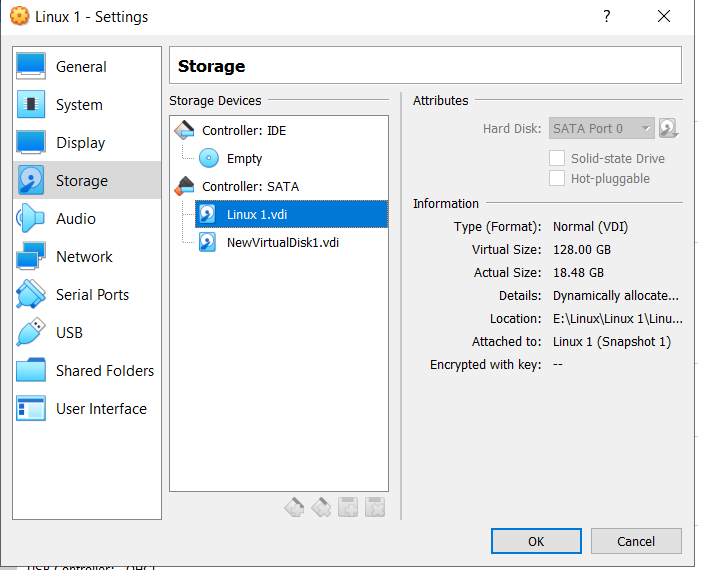 Linux 1 - Settings
General
System
Display
Storage
Audio
Network
Serial Ports
USB
Shared Folders
User Interface
Storage
Storage Devices
Controller: IDE
Empty
Controller: SATA
Linux 1.vdi
NewVirtualDisk1.vdi
Attributes
Hard Disk: SATA Port 0
Solid-state Drive
Hot-pluggable
Information
Type (Format): Normal (VDI)
Virtual Size: 128.00 GB
Actual Size: 18.48 GB
Details: Dynamically allocate...
Location: E:\Linux\Linux 1\Linu...
Attached to: Linux 1 (Snapshot 1)
Encrypted with key: --
OK
Cancel
USB Controller: OHCI